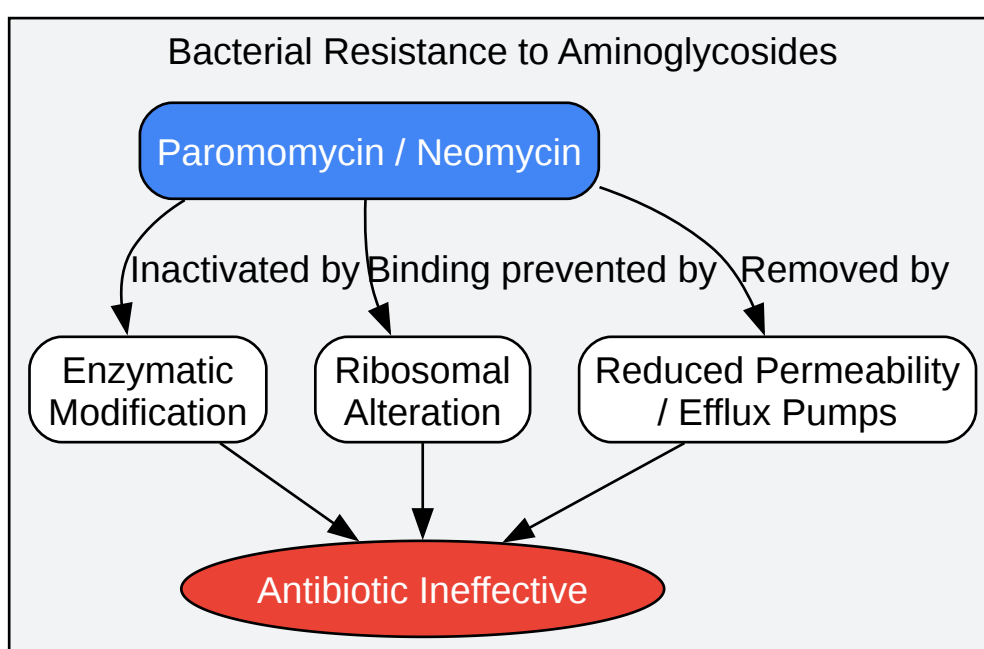 Bacterial Resistance to Aminoglycosides
Paromomycin / Neomycin
Inactivated by
Binding prevented by
Removed by
Enzymatic
Modification
Ribosomal
Alteration
Reduced Permeability
/ Efflux Pumps
Antibiotic Ineffective